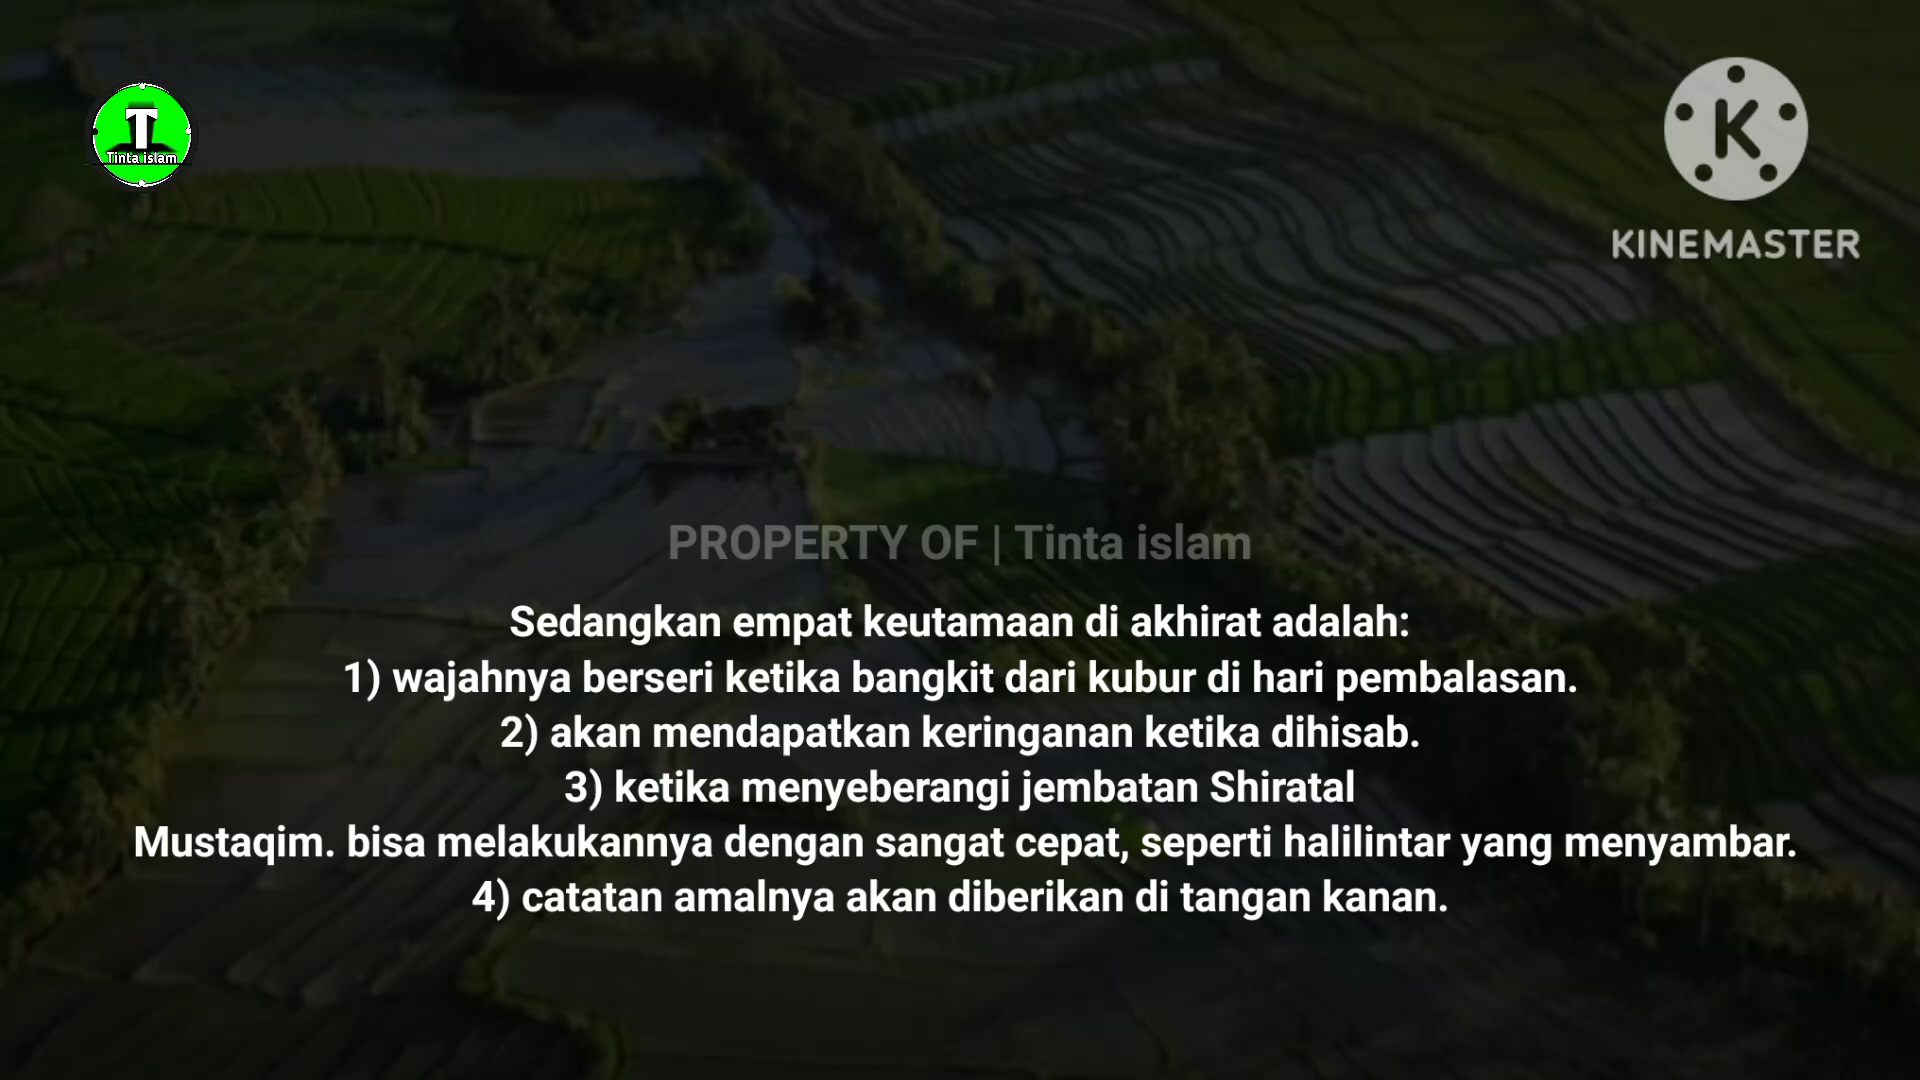 T
Tinta islam
K
KINEMASTER
PROPERTY OF | Tinta islam
Sedangkan empat keutamaan di akhirat adalah:
1) wajahnya berseri ketika bangkit dari kubur di hari pembalasan.
2) akan mendapatkan keringanan ketika dihisab.
3) ketika menyeberangi jembatan Shiratal
Mustaqim. bisa melakukannya dengan sangat cepat, seperti halilintar yang menyambar.
4) catatan amalnya akan diberikan di tangan kanan.